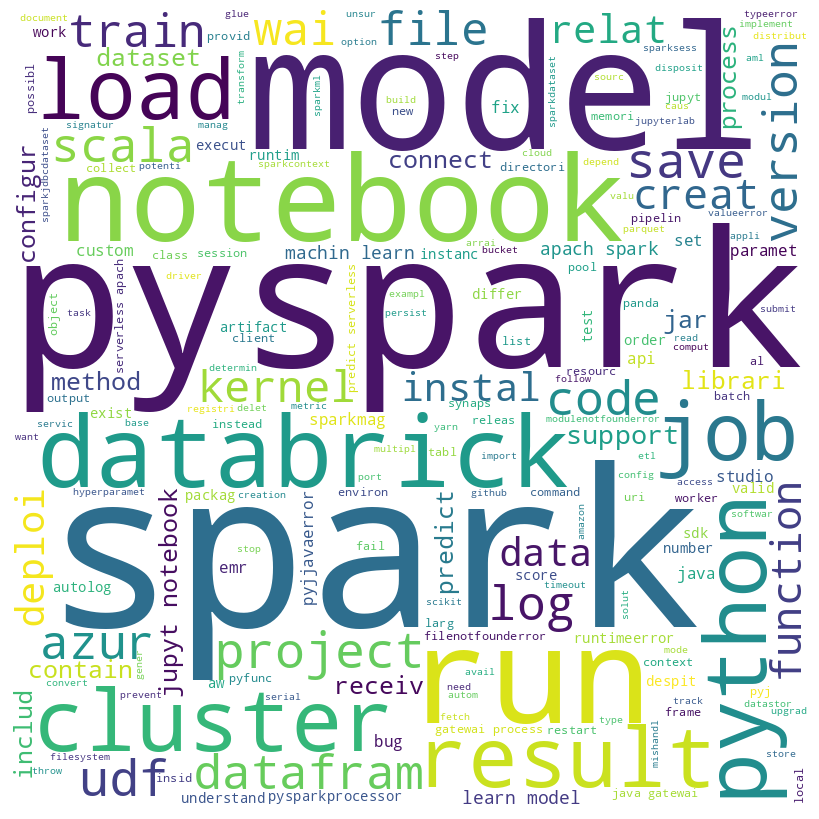 document
glue
unsur
typeerror
implement
work
train
provid
wai
file
option
relat
sparksess
distribut
step
dataset
transform
sparkml
model
sourc
disposit
aml
possibl
load
build
new
fix
sparkdataset
caus
modul
process
memori
jupyt
jupyterlab
version
signatur
manag
scala
execut
runtim
connect
directori
cloud
depend
save
configur
sparkjdbcdataset
collect
potenti
sparkcontext
notebook
valu
creat
pipelin
valueerror
parquet
custom
class
session
machin learn
instanc
arrai
bucket
apach spark
set
appli
paramet
driver
pool
pyspark
object
task
serverless apach
artifact
client
predict serverless
exampl
persist
differ
list
test
panda
order
jar
read
submit
comput
api
al
determin
resourc
follow
method
output
kernel
instal
code
librari
batch
servic
exist
registri
delet
metric
sparkmag
synaps
releas
modulenotfounderror
want
base
instead
multipl
yarn
tabl
support
job
etl
databrick
port
import
config
access
studio
hyperparamet
packag
creation
environ
github
command
uri
worker
valid
deploi
jupyt notebook
spark
stop
emr
fail
pyjjavaerror
predict
data
score
amazon
softwar
sdk
number
function
autolog
timeout
java
log
scikit
solut
python
azur
larg
filenotfounderror
runtimeerror
mode
project
contain
gener
aw
pyfunc
avail
context
despit
pyj
convert
prevent
receiv
serial
need
autom
run
type
track
frame
datastor
upgrad
includ
cluster
bug
fetch
gatewai process
restart
mishandl
store
filesystem
throw
udf
insid
datafram
result
local
understand
pysparkprocessor
learn model
java gatewai